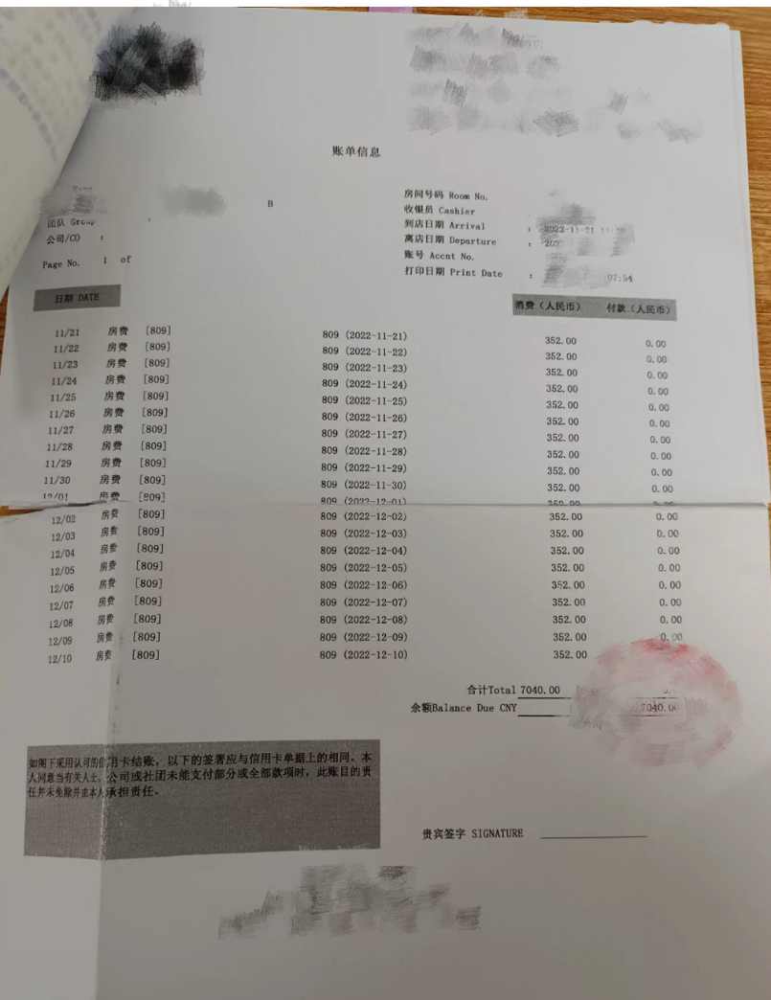 账单信息
B
团队 Group :
公司/CO :
Page No. 1 of
房间号码 Room No.
收银员 Cashier
到店日期 Arrival : 2022-11-21
离店日期 Departure : 202
账号 Accnt No.
打印日期 Print Date : 07:54
日期 DATE 消费（人民币） 付款（人民币）
11/21 房费 [809] 809 (2022-11-21) 352.00 0.00
11/22 房费 [809] 809 (2022-11-22) 352.00 0.00
11/23 房费 [809] 809 (2022-11-23) 352.00 0.00
11/24 房费 [809] 809 (2022-11-24) 352.00 0.00
11/25 房费 [809] 809 (2022-11-25) 352.00 0.00
11/26 房费 [809] 809 (2022-11-26) 352.00 0.00
11/27 房费 [809] 809 (2022-11-27) 352.00 0.00
11/28 房费 [809] 809 (2022-11-28) 352.00 0.00
11/29 房费 [809] 809 (2022-11-29) 352.00 0.00
11/30 房费 [809] 809 (2022-11-30) 352.00 0.00
12/01 房费 [809] 809 (2022-12-01) 352.00 0.00
12/02 房费 [809] 809 (2022-12-02) 352.00 0.00
12/03 房费 [809] 809 (2022-12-03) 352.00 0.00
12/04 房费 [809] 809 (2022-12-04) 352.00 0.00
12/05 房费 [809] 809 (2022-12-05) 352.00 0.00
12/06 房费 [809] 809 (2022-12-06) 352.00 0.00
12/07 房费 [809] 809 (2022-12-07) 352.00 0.00
12/08 房费 [809] 809 (2022-12-08) 352.00 0.00
12/09 房费 [809] 809 (2022-12-09) 352.00 0.00
12/10 房费 [809] 809 (2022-12-10) 352.00
合计Total 7040.00
余额Balance Due CNY 7040.00
如阁下采用认可的信用卡结账，以下的签署应与信用卡单据上的相同。本
人同意当有关人士、公司或社团未能支付部分或全部款项时，此账目的责
任并未免除并由本人承担责任。
贵宾签字 SIGNATURE